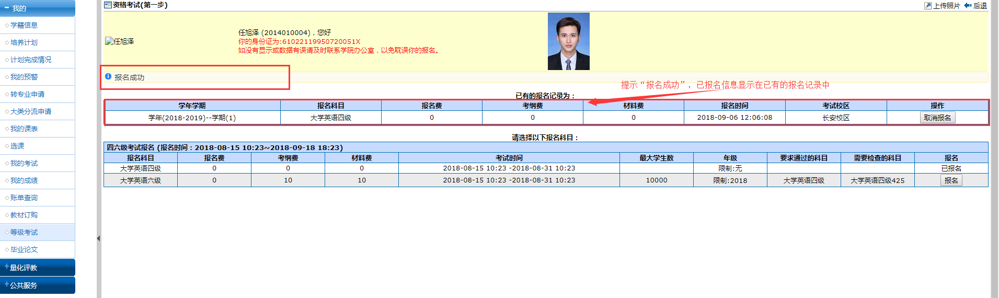 我的
学籍信息
培养计划
计划完成情况
我的预警
转专业申请
大类分流申请
我的课表
选课
我的考试
我的成绩
账单查询
教材订购
等级考试
毕业论文
量化评教
公共服务
资格考试(第一步)
上传照片 后退
任旭泽
任旭泽 (2014010004)，您好
你的身份证为:61022119950720051X
如没有显示或数据有误请及时联系学院办公室，以免耽误你的报名。
报名成功
提示“报名成功”，已报名信息显示在已有的报名记录中
已有的报名记录为：
学年学期 报名科目 报名费 考纲费 材料费 报名时间 考试校区 操作
学年(2018-2019)--学期(1) 大学英语四级 0 0 0 2018-09-06 12:06:08 长安校区 取消报名
请选择以下报名科目：
四六级考试报名 (报名时间：2018-08-15 10:23~2018-09-18 18:23)
报名科目 报名费 考纲费 材料费 考试时间 最大学生数 年级 要求通过的科目 需要检查的科目 报名
大学英语四级 0 0 0 2018-08-15 10:23 -2018-08-31 10:23 限制:无 已报名
大学英语六级 0 10 10 2018-08-15 10:23 -2018-08-31 10:23 10000 限制:2018 大学英语四级 大学英语四级425 报名